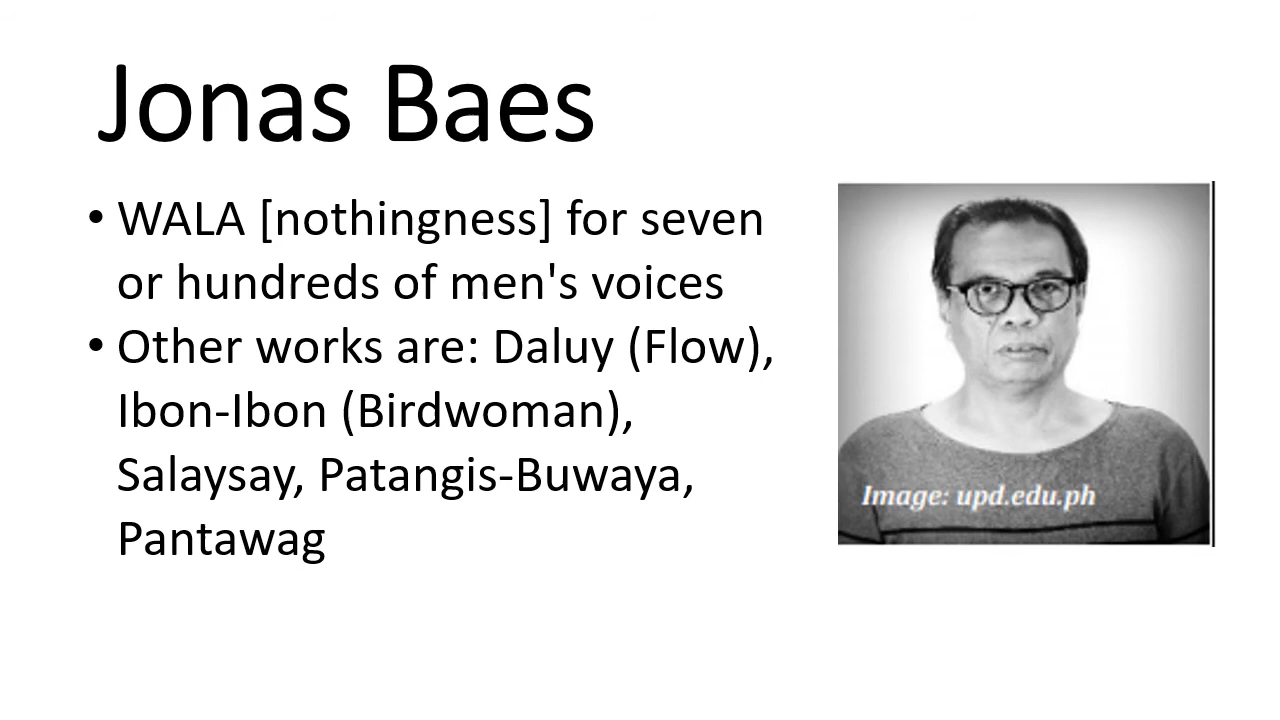 Jonas Baes
• WALA [nothingness] for seven
or hundreds of men's voices
• Other works are: Daluy (Flow),
Ibon-Ibon (Birdwoman),
Salaysay, Patangis-Buwaya,
Pantawag
Image: upd.edu.ph